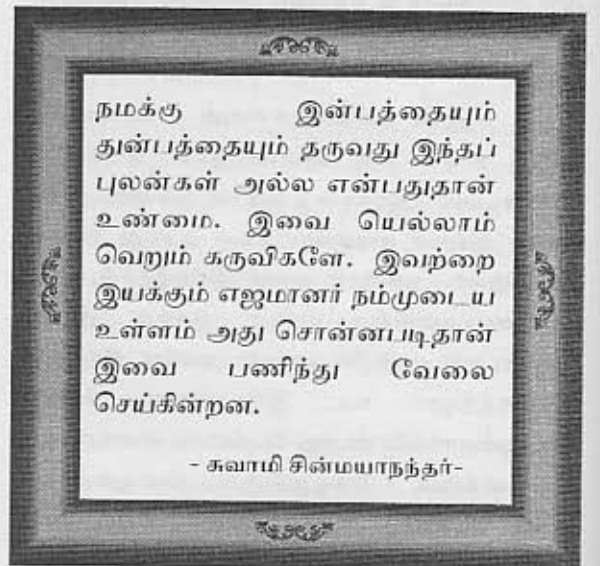 நமக்கு இன்பத்தையும்
துன்பத்தையும் தருவது இந்தப்
புலன்கள் அல்ல என்பதுதான்
உண்மை. இவை யெல்லாம்
வெறும் கருவிகளே. இவற்றை
இயக்கும் எஜமானர் நம்முடைய
உள்ளம் அது சொன்னபடிதான்
இவை பணிந்து வேலை
செய்கின்றன.
- சுவாமி சின்மயாநந்தர்-